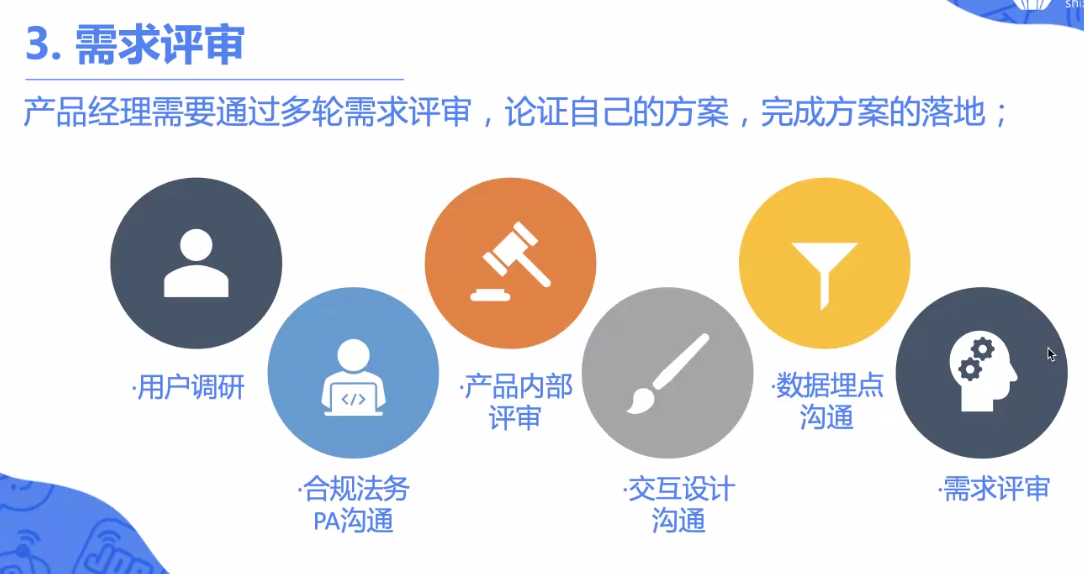 3. 需求评审
产品经理需要通过多轮需求评审，论证自己的方案，完成方案的落地；
·用户调研
·合规法务
PA沟通
·产品内部
评审
</>
·交互设计
沟通
·数据埋点
沟通
·需求评审